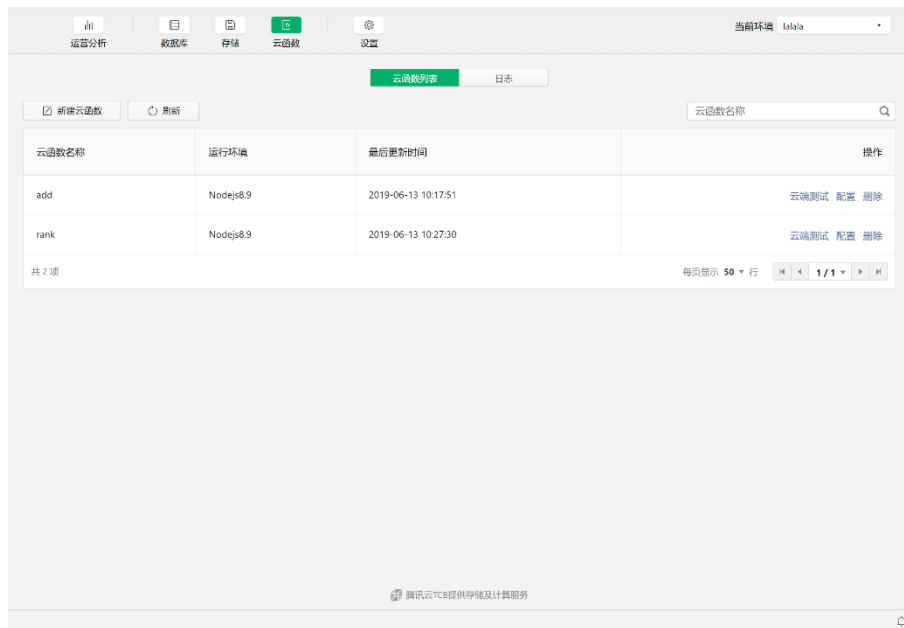 运营分析 数据库 存储 云函数 设置 当前环境 lalala
云函数列表 日志
新建云函数 刷新 云函数名称
云函数名称 运行环境 最后更新时间 操作
add Nodejs8.9 2019-06-13 10:17:51 云端测试 配置 删除
rank Nodejs8.9 2019-06-13 10:27:30 云端测试 配置 删除
共 2 项 每页显示 50 行 1 / 1
腾讯云TCB提供存储及计算服务